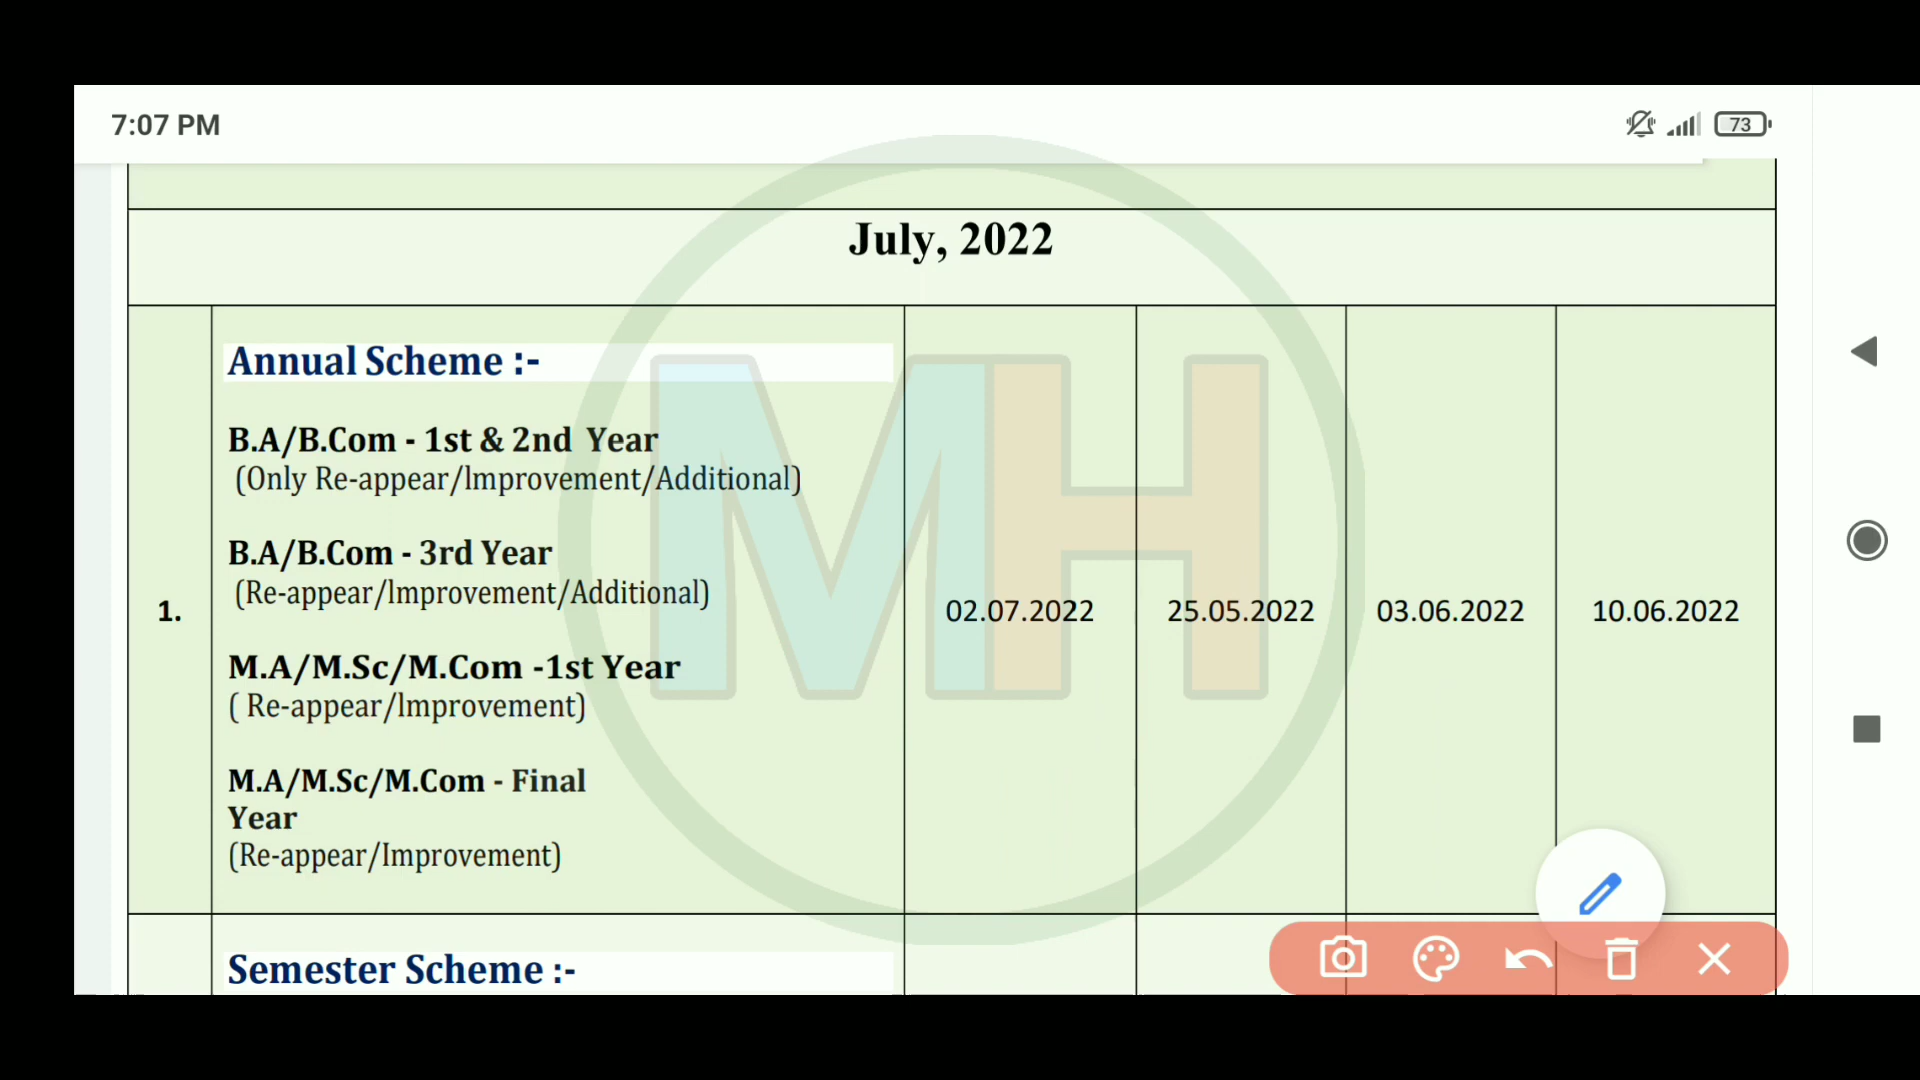 7:07 PM
73
July, 2022
Annual Scheme :-
B.A/B.Com - 1st & 2nd Year
(Only Re-appear/Improvement/Additional)
B.A/B.Com - 3rd Year
(Re-appear/Improvement/Additional)
M.A/M.Sc/M.Com -1st Year
( Re-appear/Improvement)
M.A/M.Sc/M.Com - Final
Year
(Re-appear/Improvement)
1.
02.07.2022
25.05.2022
03.06.2022
10.06.2022
MH
Semester Scheme :-